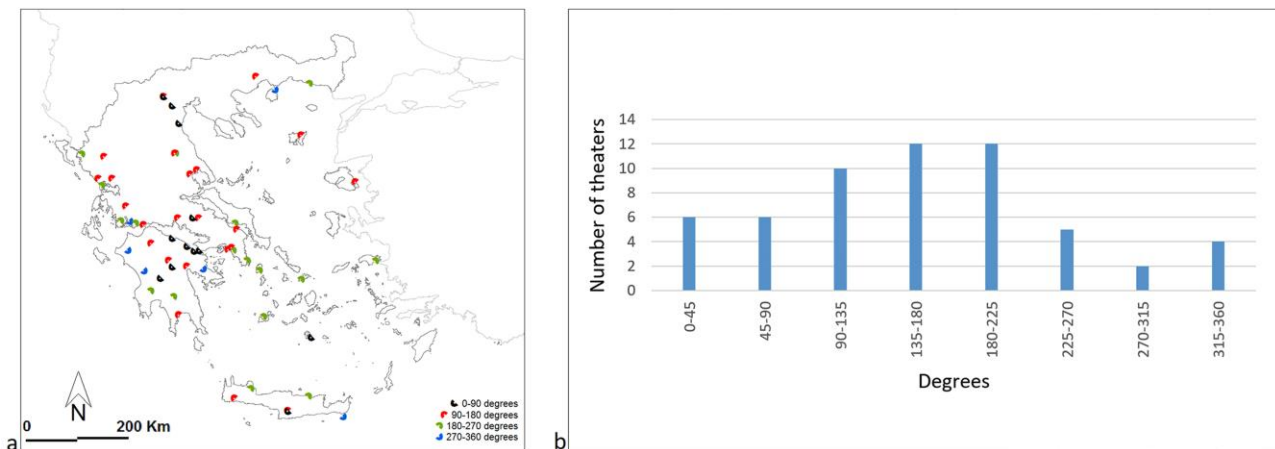 N
0 200 Km
0-90 degrees
90-180 degrees
180-270 degrees
270-360 degrees
a
Number of theaters
14
12
10
8
6
4
2
0
0-45
45-90
90-135
135-180
180-225
225-270
270-315
315-360
Degrees
b